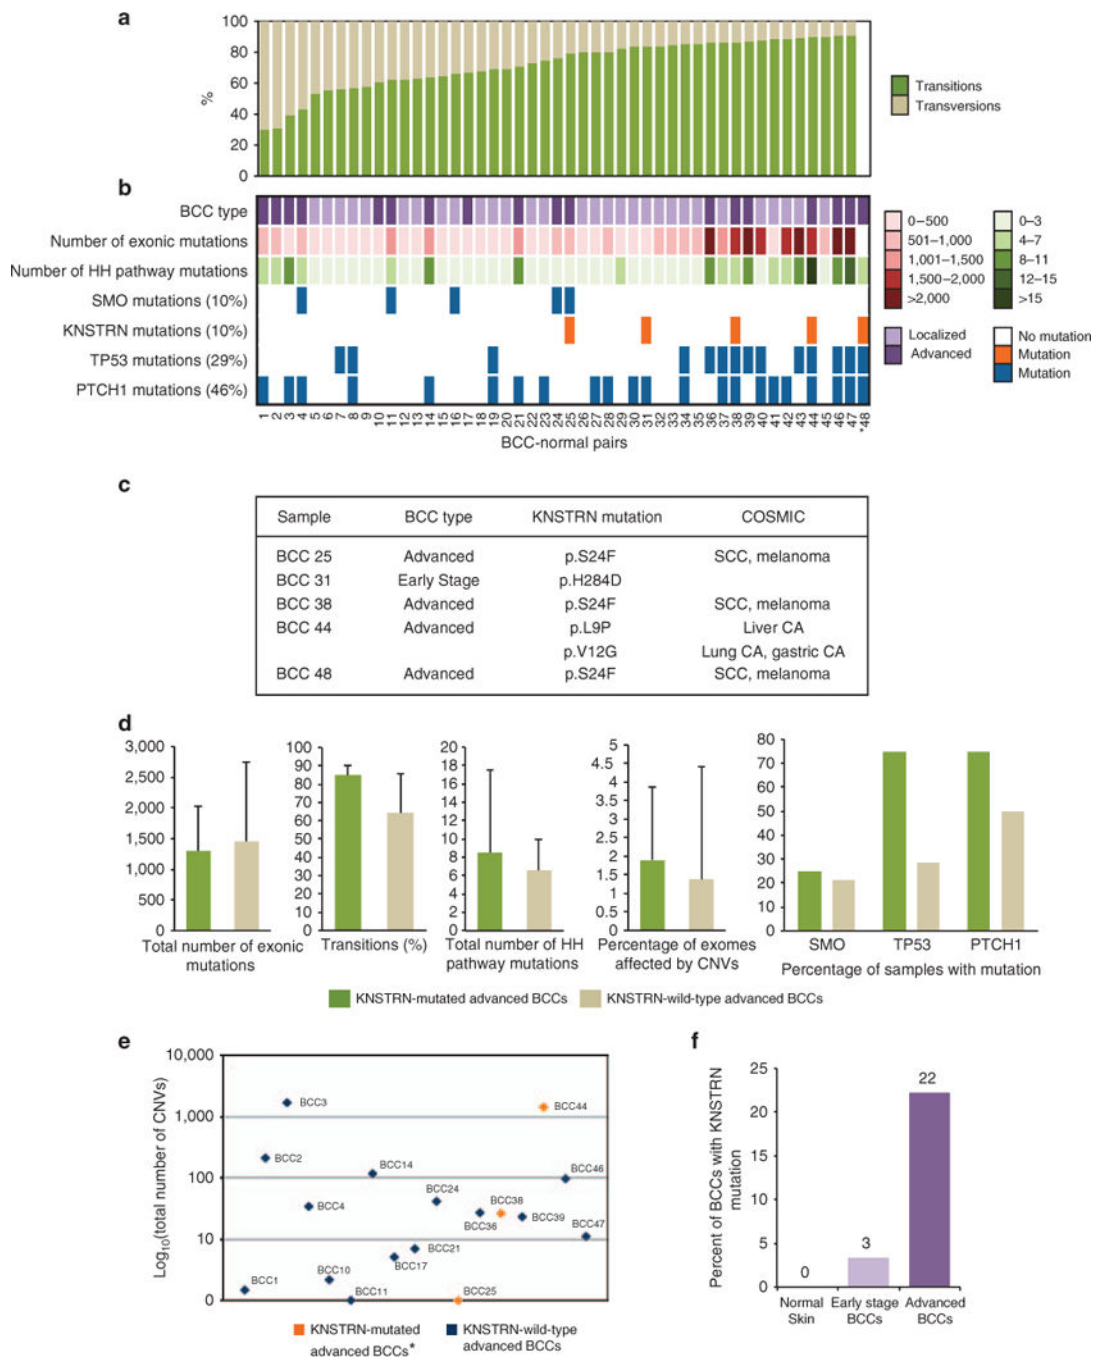 a
100
80
60
40
20
0
%
Transitions
Transversions
b
BCC type
Number of exonic mutations
Number of HH pathway mutations
SMO mutations (10%)
KNSTRN mutations (10%)
TP53 mutations (29%)
PTCH1 mutations (46%)
0–500
501–1,000
1,001–1,500
1,500–2,000
>2,000
0–3
4–7
8–11
12–15
>15
Localized
Advanced
No mutation
Mutation
Mutation
1 2 3 4 5 6 7 8 9 10 11 12 13 14 15 16 17 18 19 20 21 22 23 24 25 26 27 28 29 30 31 32 33 34 35 36 37 38 39 40 41 42 43 44 45 46 47 *48
BCC-normal pairs
c
Sample BCC type KNSTRN mutation COSMIC
BCC 25 Advanced p.S24F SCC, melanoma
BCC 31 Early Stage p.H284D
BCC 38 Advanced p.S24F SCC, melanoma
BCC 44 Advanced p.L9P Liver CA
p.V12G Lung CA, gastric CA
BCC 48 Advanced p.S24F SCC, melanoma
d
3,000
2,500
2,000
1,500
1,000
500
0
Total number of exonic
mutations
100
90
80
70
60
50
40
30
20
10
0
Transitions (%)
20
18
16
14
12
10
8
6
4
2
0
Total number of HH
pathway mutations
5
4.5
4
3.5
3
2.5
2
1.5
1
0.5
0
Percentage of exomes
affected by CNVs
80
70
60
50
40
30
20
10
0
SMO TP53 PTCH1
Percentage of samples with mutation
KNSTRN-mutated advanced BCCs
KNSTRN-wild-type advanced BCCs
e
Log10(total number of CNVs)
10,000
1,000
100
10
0
BCC3
BCC44
BCC2
BCC14
BCC46
BCC4
BCC24
BCC38
BCC36
BCC39
BCC47
BCC21
BCC17
BCC1
BCC10
BCC11
BCC25
KNSTRN-mutated
advanced BCCs*
KNSTRN-wild-type
advanced BCCs
f
Percent of BCCs with KNSTRN
mutation
25
20
15
10
5
0
0
3
22
Normal
Skin
Early stage
BCCs
Advanced
BCCs